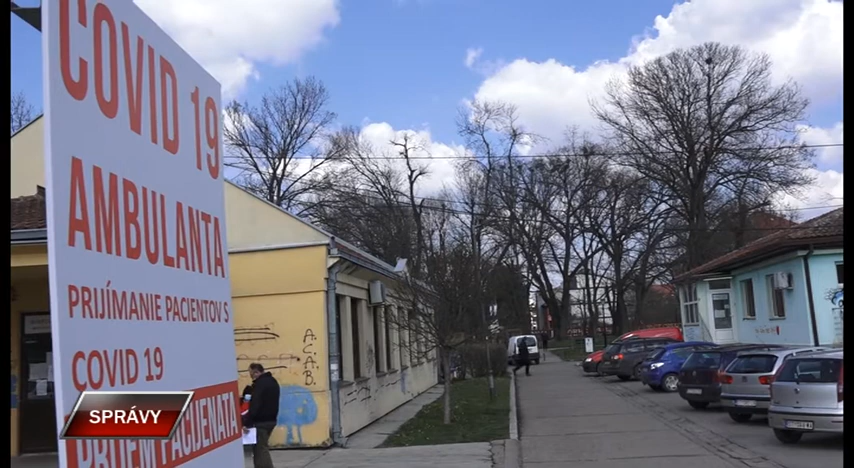 COVID 19
AMBULANTA
PRIJÍMANIE PACIENTOV S
COVID 19
PRIJEM PACIJENATA
SPRÁVY
A.C.A.B.